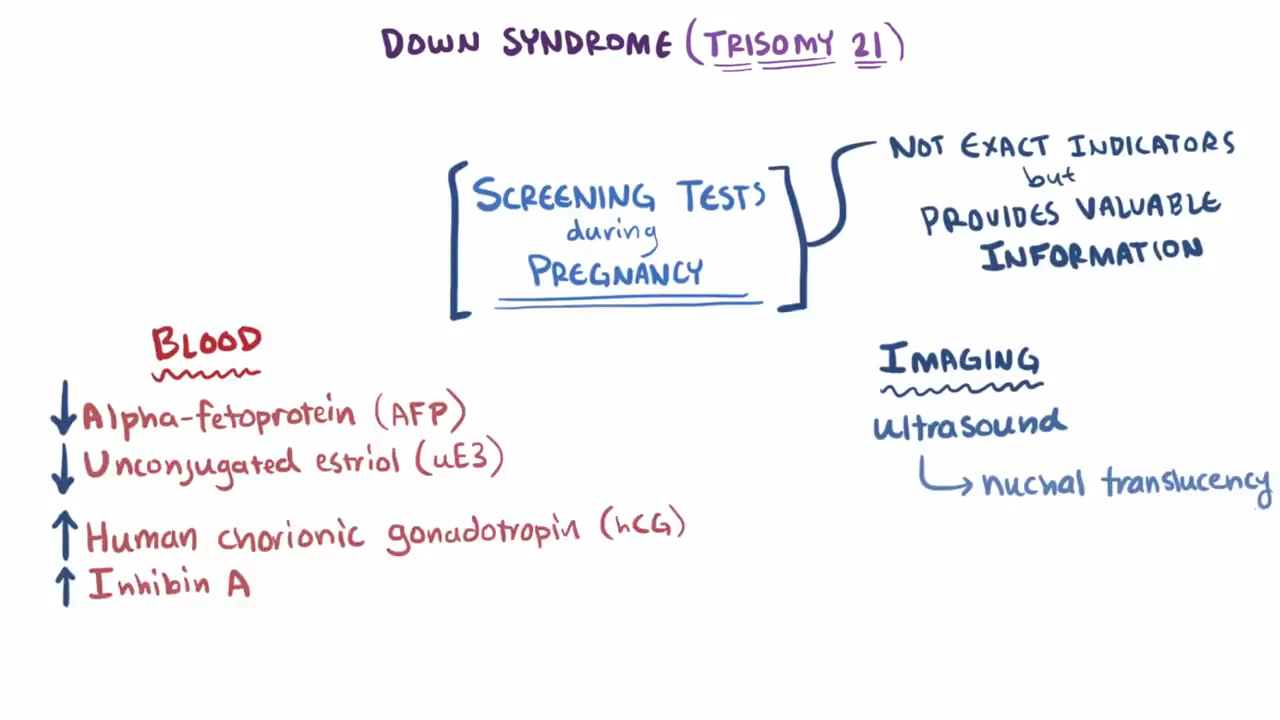 DOWN SYNDROME (TRISOMY 21)
SCREENING TESTS
during
PREGNANCY
NOT EXACT INDICATORS
but
PROVIDES VALUABLE
INFORMATION
BLOOD
↓ Alpha-fetoprotein (AFP)
↓ Unconjugated estriol (uE3)
↑ Human chorionic gonadotropin (hCG)
↑ Inhibin A
IMAGING
ultrasound
nuchal translucency